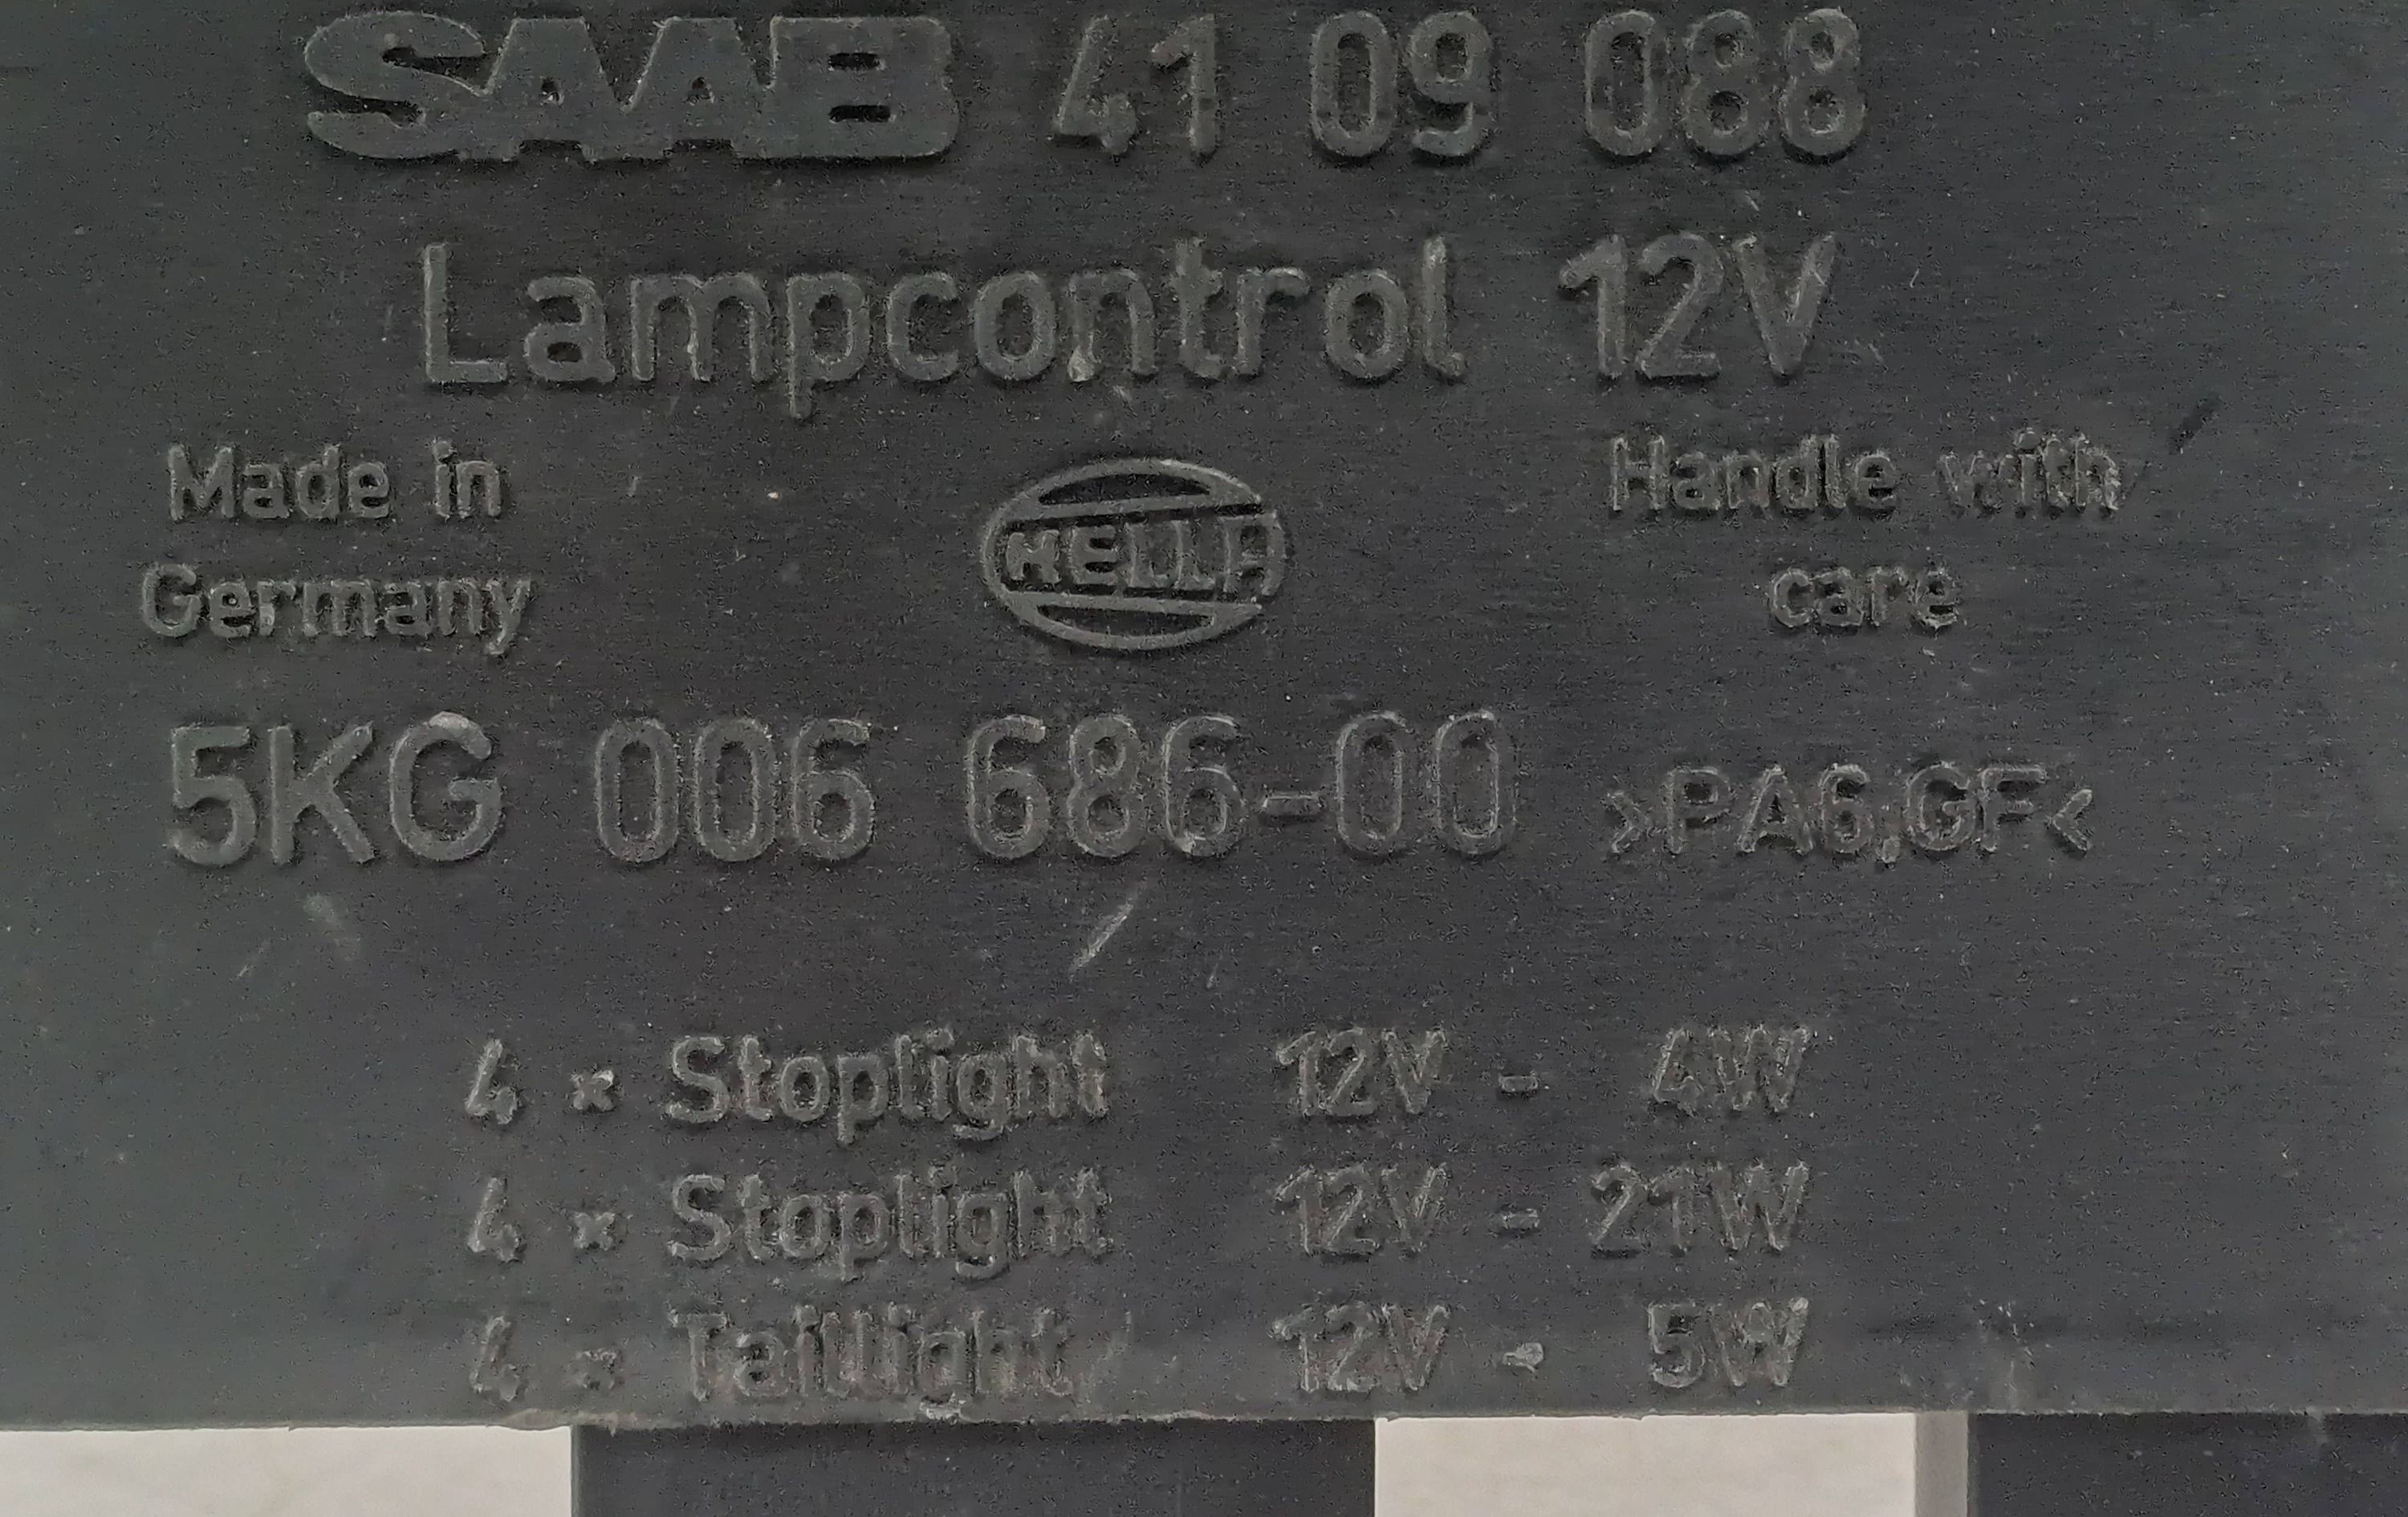 SAAB 41 09 088
Lampcontrol 12V
Made in
Germany
HELLA
Handle with
care
5KG 006 686-00 >PA6,GF<
4 x Stoplight 12V - 4W
4 x Stoplight 12V - 21W
4 x Taillight 12V - 5W